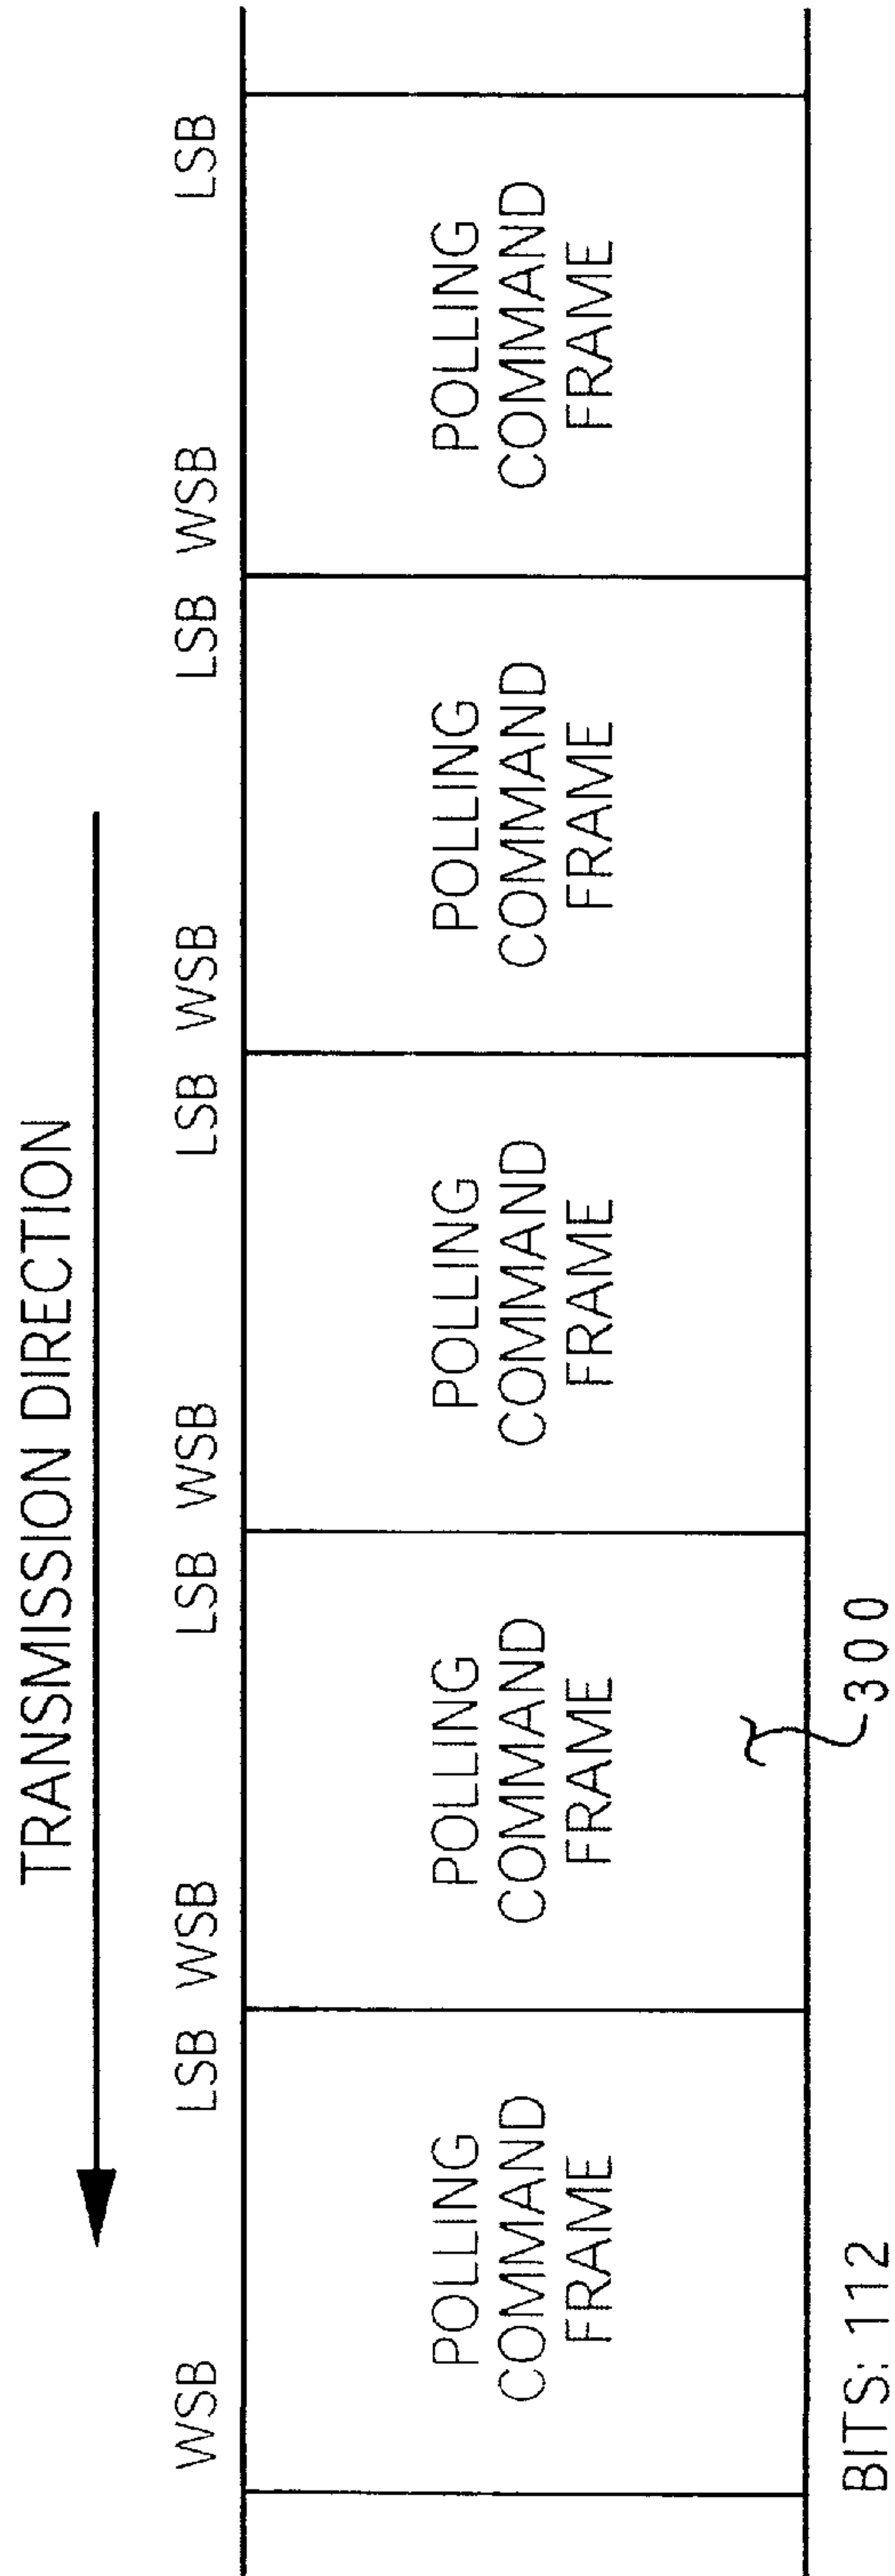 TRANSMISSION DIRECTION
WSB LSB WSB LSB WSB LSB WSB LSB WSB LSB
POLLING
COMMAND
FRAME
POLLING
COMMAND
FRAME
POLLING
COMMAND
FRAME
POLLING
COMMAND
FRAME
POLLING
COMMAND
FRAME
BITS: 112
300